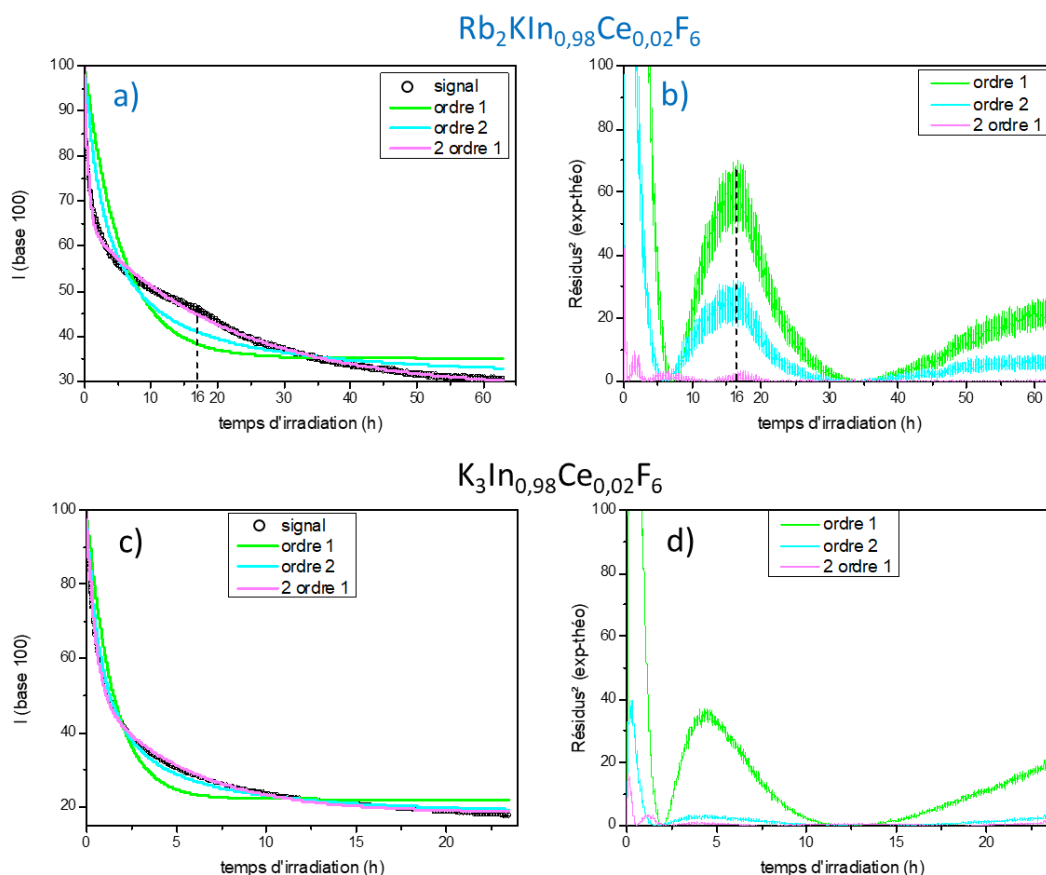 Rb2KIn0,98Ce0,02F6
a)
signal
ordre 1
ordre 2
2 ordre 1
I (base 100)
100
90
80
70
60
50
40
30
0
10
16
20
30
40
50
60
temps d'irradiation (h)
b)
ordre 1
ordre 2
2 ordre 1
Résidus² (exp-théo)
100
80
60
40
20
0
0
10
16
20
30
40
50
60
temps d'irradiation (h)
K3In0,98Ce0,02F6
c)
signal
ordre 1
ordre 2
2 ordre 1
I (base 100)
100
80
60
40
20
0
5
10
15
20
temps d'irradiation (h)
d)
ordre 1
ordre 2
2 ordre 1
Résidus² (exp-théo)
100
80
60
40
20
0
0
5
10
15
20
temps d'irradiation (h)